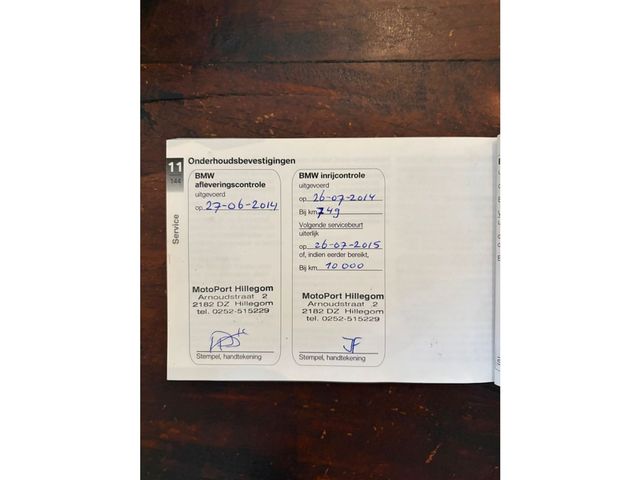 11
144
Service
Onderhoudsbevestigingen
BMW
afleveringscontrole
uitgevoerd
op 27-06-2014
MotoPort Hillegom
Arnoudstraat 2
2182 DZ Hillegom
tel. 0252-515229
Stempel, handtekening
BMW inrijcontrole
uitgevoerd
op 26-07-2014
Bij km 749
Volgende servicebeurt
uiterlijk
op 26-07-2015
of, indien eerder bereikt,
Bij km 10 000
MotoPort Hillegom
Arnoudstraat 2
2182 DZ Hillegom
tel. 0252-515229
JF
Stempel, handtekening